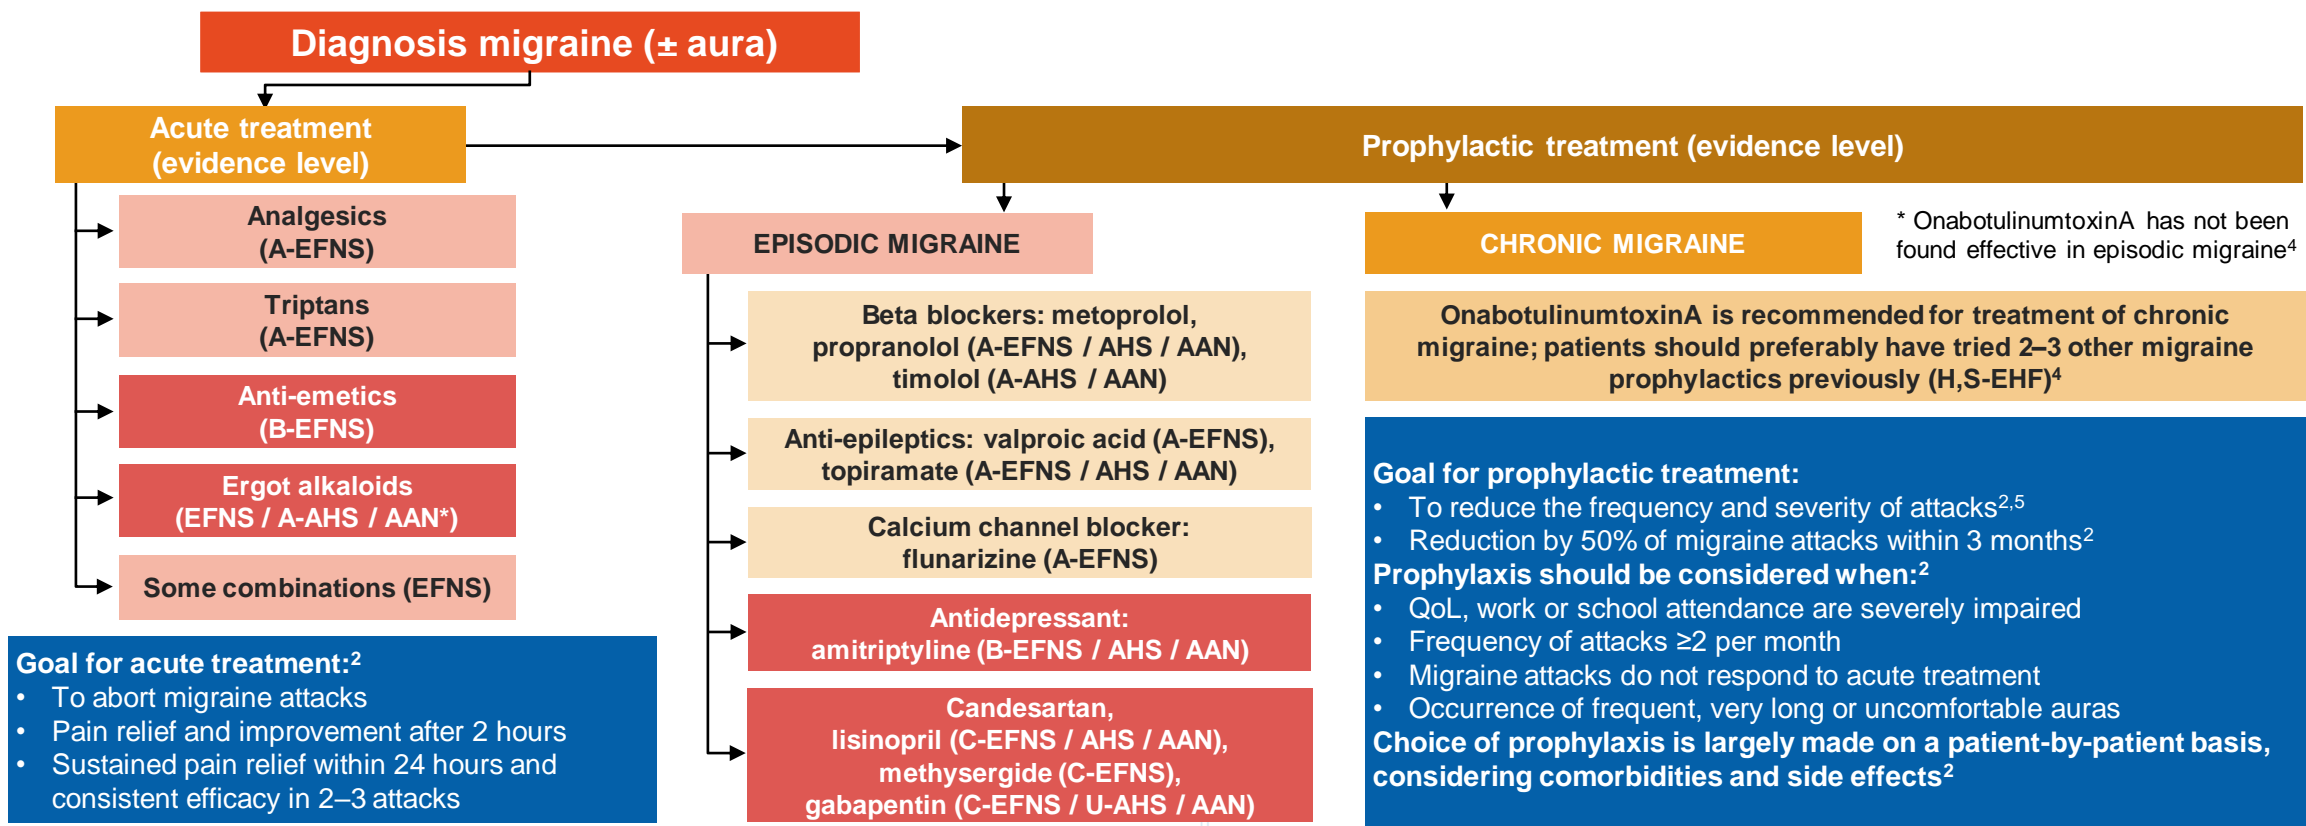 Diagnosis migraine (± aura)
Acute treatment
(evidence level)
Analgesics
(A-EFNS)
Triptans
(A-EFNS)
Anti-emetics
(B-EFNS)
Ergot alkaloids
(EFNS / A-AHS / AAN*)
Some combinations (EFNS)
Goal for acute treatment:²
• To abort migraine attacks
• Pain relief and improvement after 2 hours
• Sustained pain relief within 24 hours and
consistent efficacy in 2–3 attacks
Prophylactic treatment (evidence level)
EPISODIC MIGRAINE
Beta blockers: metoprolol,
propranolol (A-EFNS / AHS / AAN),
timolol (A-AHS / AAN)
Anti-epileptics: valproic acid (A-EFNS),
topiramate (A-EFNS / AHS / AAN)
Calcium channel blocker:
flunarizine (A-EFNS)
Antidepressant:
amitriptyline (B-EFNS / AHS / AAN)
Candesartan,
lisinopril (C-EFNS / AHS / AAN),
methysergide (C-EFNS),
gabapentin (C-EFNS / U-AHS / AAN)
CHRONIC MIGRAINE
* OnabotulinumtoxinA has not been
found effective in episodic migraine⁴
OnabotulinumtoxinA is recommended for treatment of chronic
migraine; patients should preferably have tried 2–3 other migraine
prophylactics previously (H,S-EHF)⁴
Goal for prophylactic treatment:
• To reduce the frequency and severity of attacks²,⁵
• Reduction by 50% of migraine attacks within 3 months²
Prophylaxis should be considered when:²
• QoL, work or school attendance are severely impaired
• Frequency of attacks ≥2 per month
• Migraine attacks do not respond to acute treatment
• Occurrence of frequent, very long or uncomfortable auras
Choice of prophylaxis is largely made on a patient-by-patient basis,
considering comorbidities and side effects²